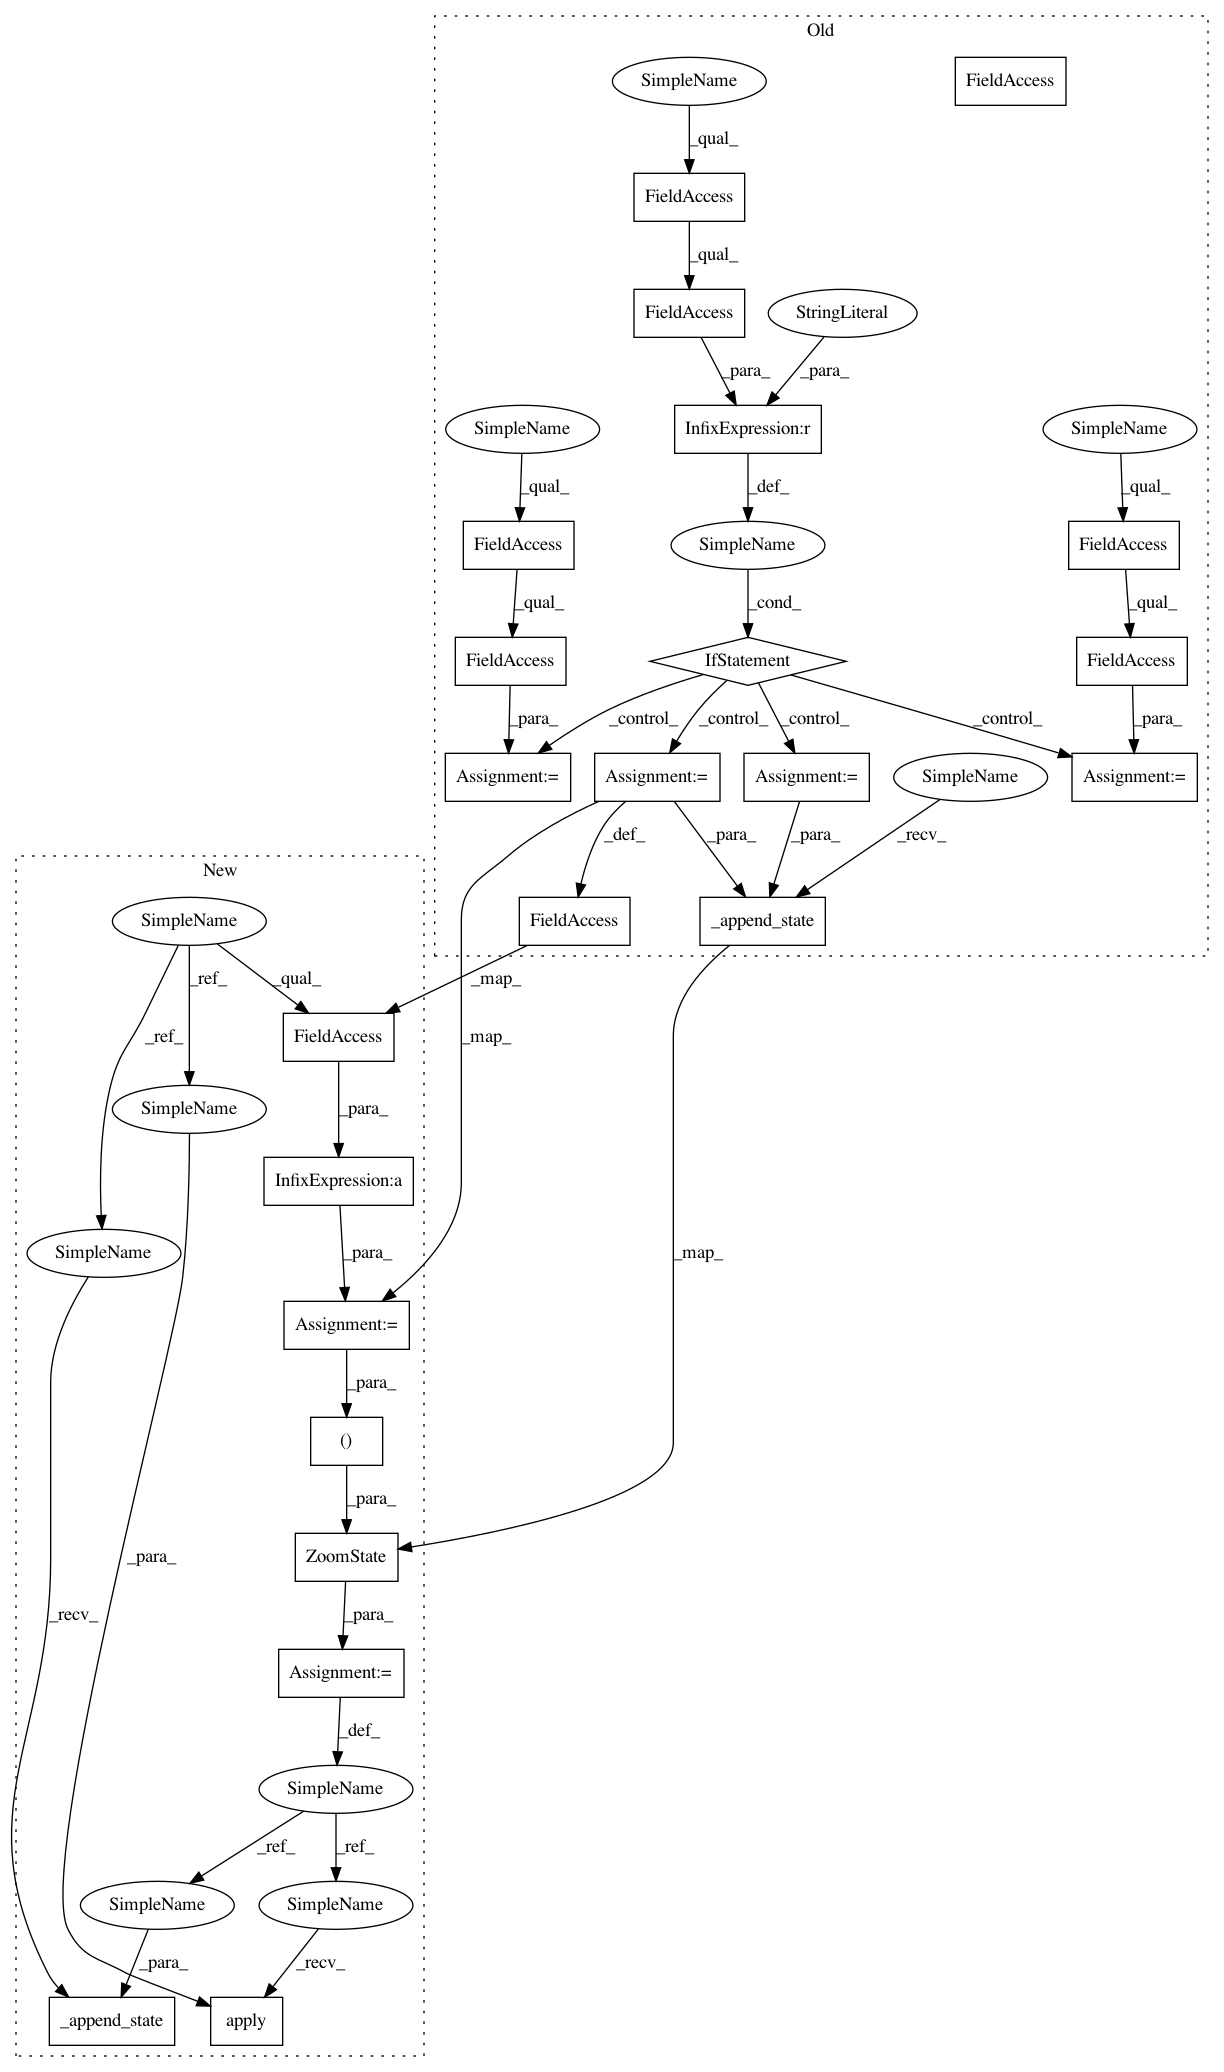 Old
SimpleName
FieldAccess
_qual_
FieldAccess
_qual_
FieldAccess
StringLiteral
_para_
_para_
SimpleName
InfixExpression:r
SimpleName
_qual_
_def_
_qual_
FieldAccess
SimpleName
FieldAccess
_qual_
_cond_
_qual_
FieldAccess
IfStatement
FieldAccess
_para_
_control_
_control_
_control_
_control_
_para_
Assignment:=
Assignment:=
Assignment:=
SimpleName
Assignment:=
_def_
_para_
_para_
_recv_
New
SimpleName
FieldAccess
_append_state
_ref_
_qual_
_map_
_ref_
FieldAccess
_map_
SimpleName
_para_
InfixExpression:a
SimpleName
_para_
_map_
Assignment:=
_para_
()
_para_
_para_
ZoomState
_recv_
_para_
Assignment:=
_def_
SimpleName
_ref_
_ref_
SimpleName
SimpleName
_para_
_recv_
_append_state
apply